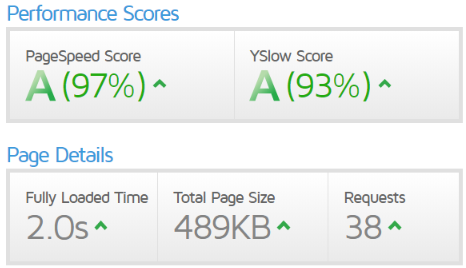 Performance Scores
PageSpeed Score
A (97%)
YSlow Score
A (93%)
Page Details
Fully Loaded Time
2.0s
Total Page Size
489KB
Requests
38